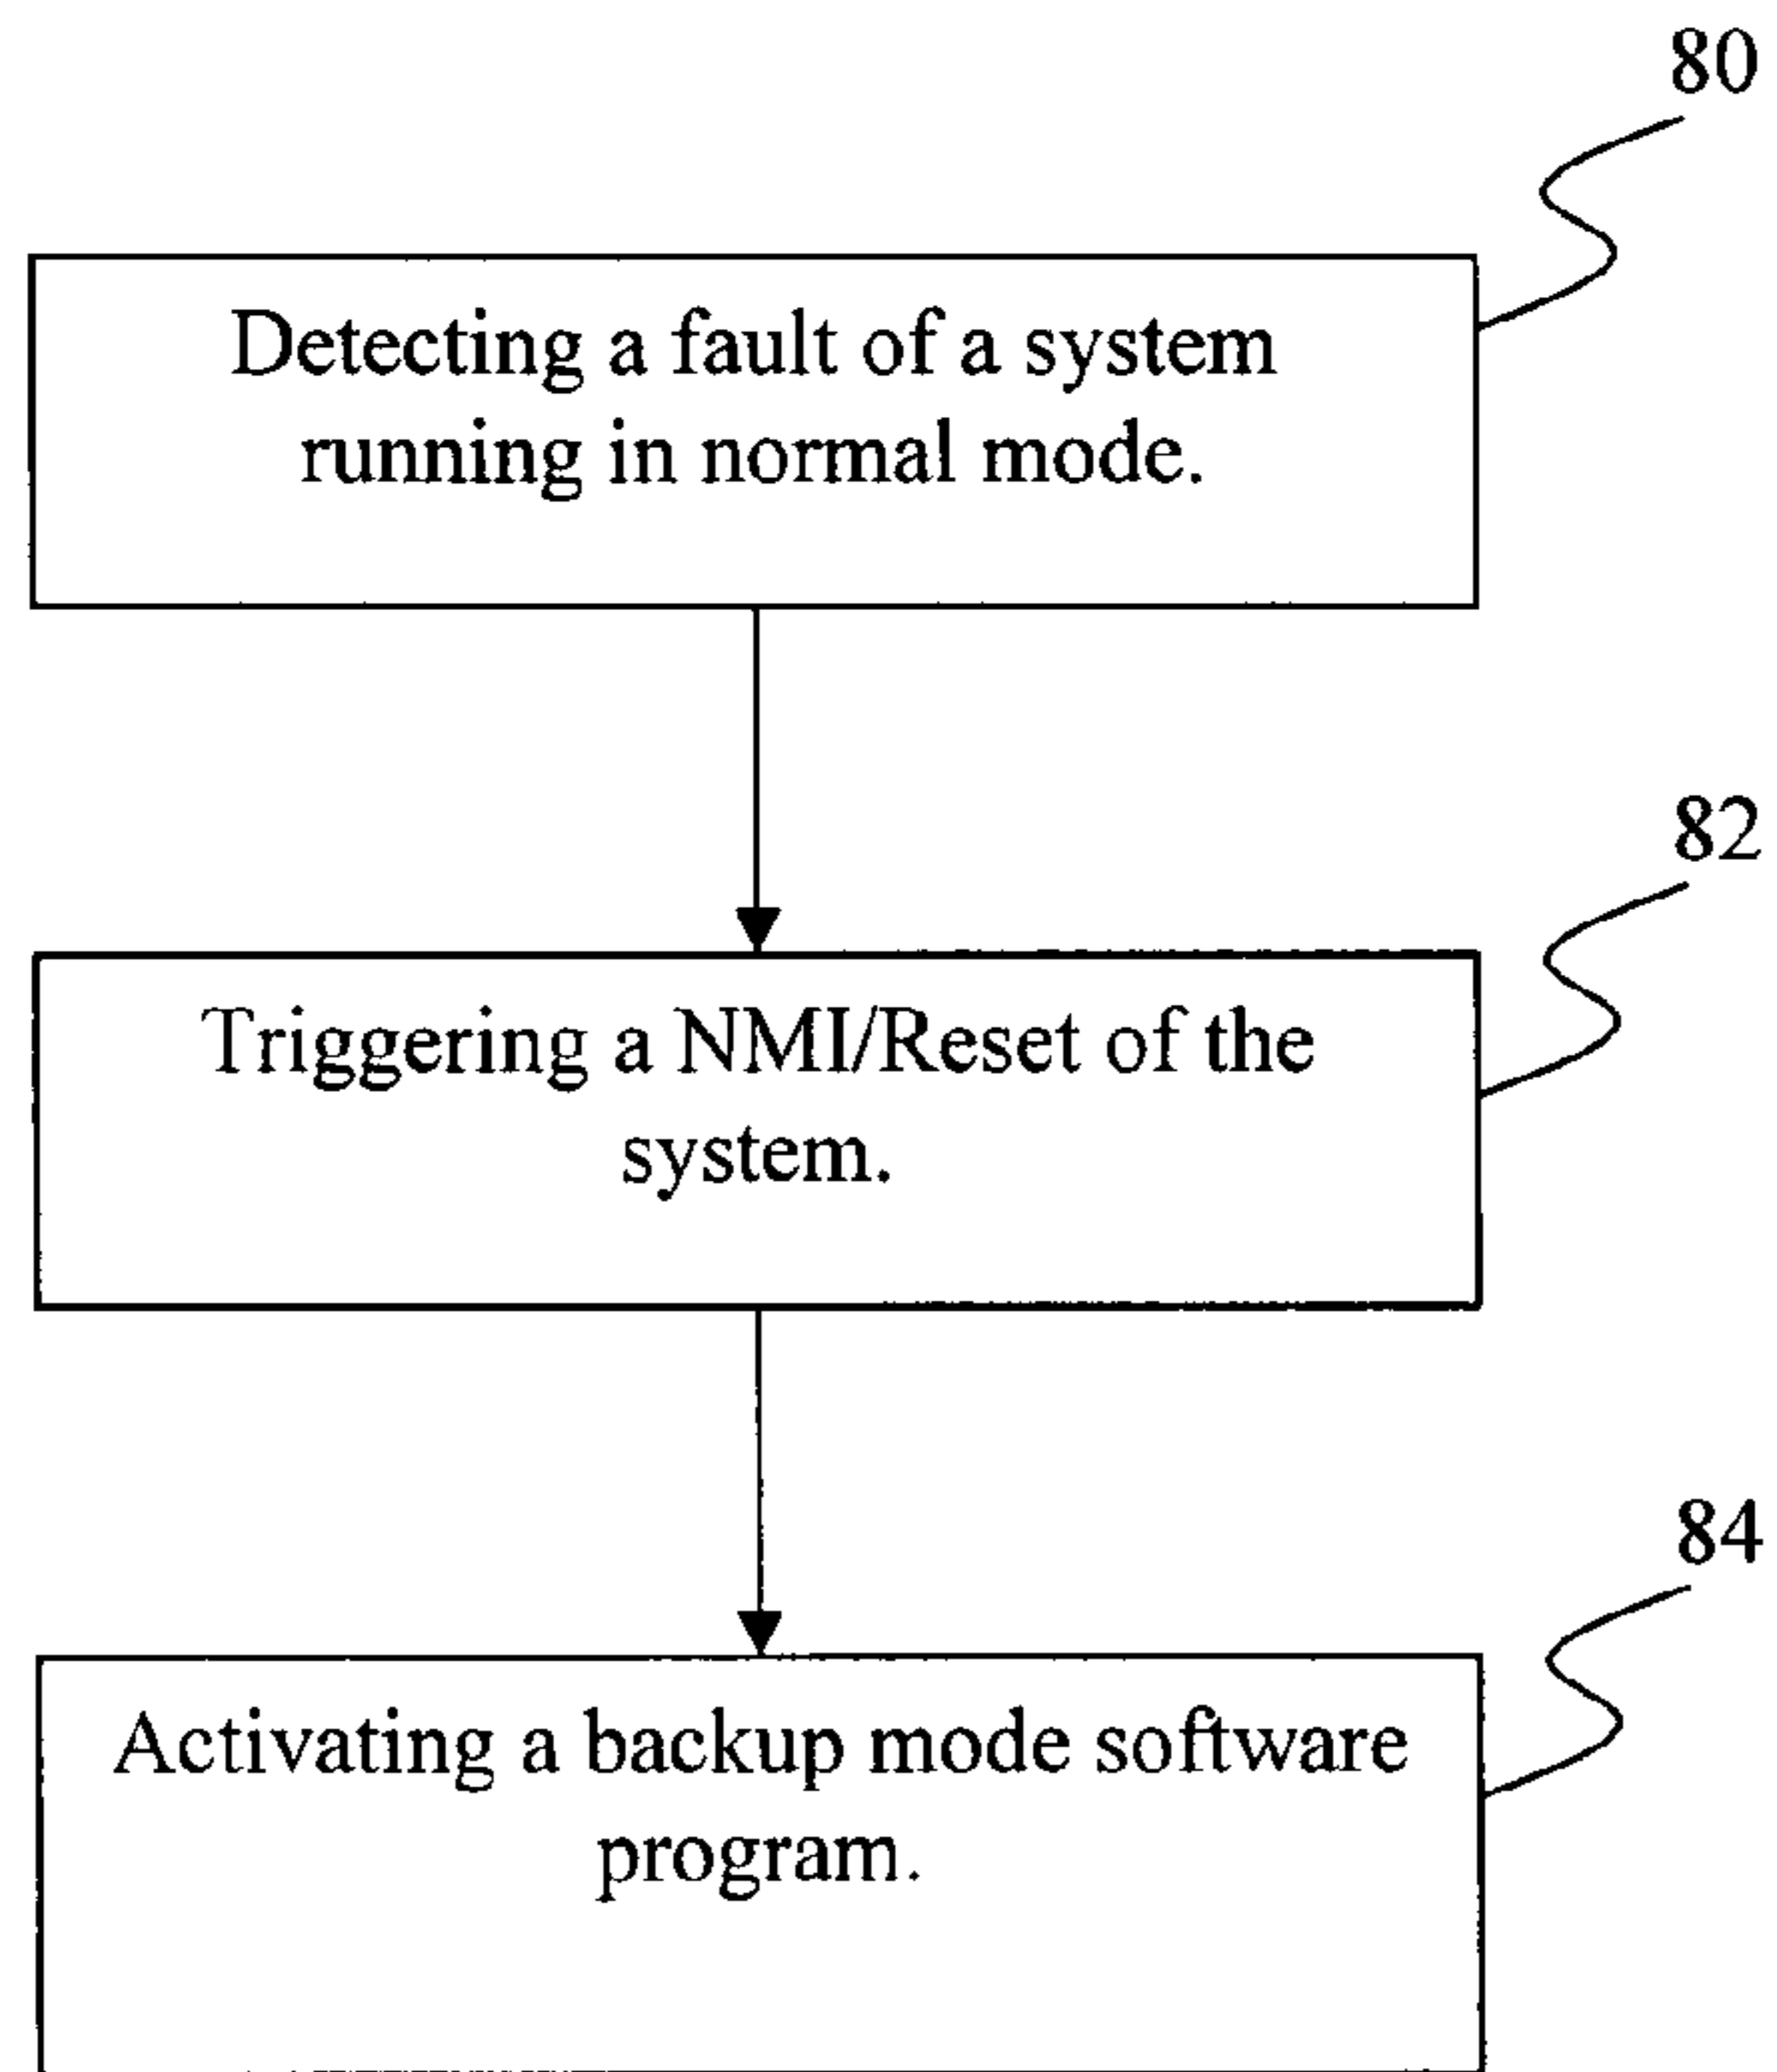 80
Detecting a fault of a system
running in normal mode.
82
Triggering a NMI/Reset of the
system.
84
Activating a backup mode software
program.